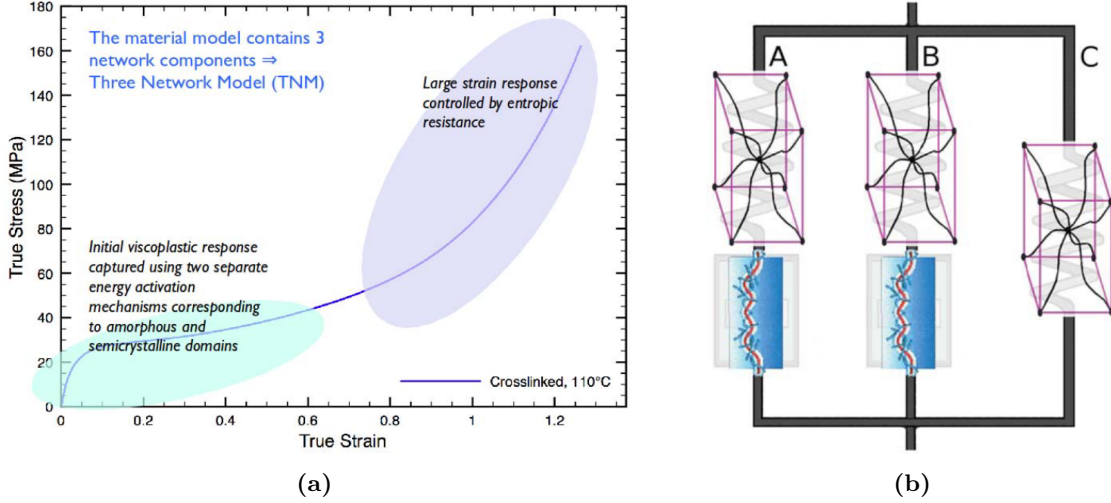 The material model contains 3
network components ⇒
Three Network Model (TNM)
Large strain response
controlled by entropic
resistance
Initial viscoplastic response
captured using two separate
energy activation
mechanisms corresponding
to amorphous and
semicrystalline domains
True Stress (MPa)
180
160
140
120
100
80
60
40
20
0
0
0.2
0.4
0.6
0.8
1
1.2
True Strain
Crosslinked, 110°C
(a)
A
B
C
(b)